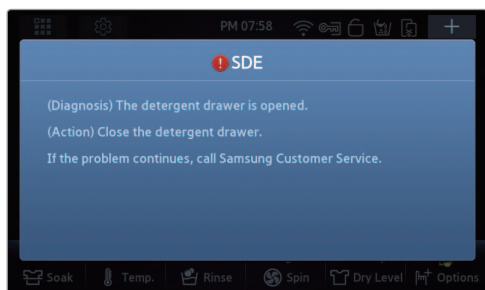 PM 07:58
SDE
(Diagnosis) The detergent drawer is opened.
(Action) Close the detergent drawer.
If the problem continues, call Samsung Customer Service.
Soak Temp. Rinse Spin Dry Level Options